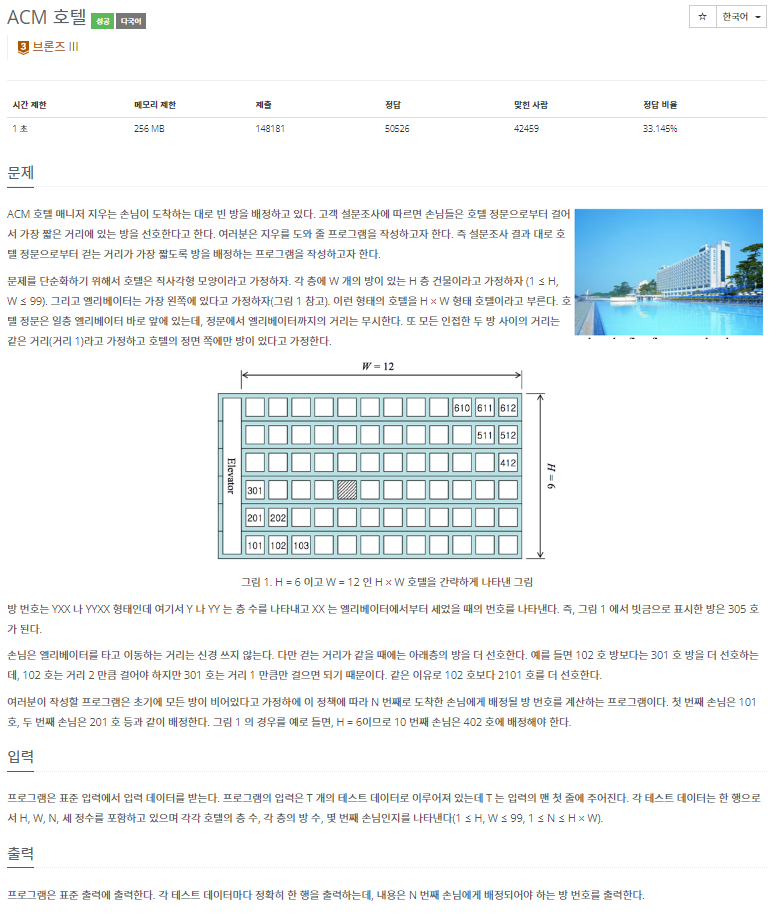 ACM 호텔 성공 다국어
☆ 한국어
3 브론즈 III
시간 제한 메모리 제한 제출 정답 맞힌 사람 정답 비율
1 초 256 MB 148181 50526 42459 33.145%
문제
ACM 호텔 매니저 지우는 손님이 도착하는 대로 빈 방을 배정하고 있다. 고객 설문조사에 따르면 손님들은 호텔 정문으로부터 걸어
서 가장 짧은 거리에 있는 방을 선호한다고 한다. 여러분은 지우를 도와 줄 프로그램을 작성하고자 한다. 즉 설문조사 결과 대로 호
텔 정문으로부터 걷는 거리가 가장 짧도록 방을 배정하는 프로그램을 작성하고자 한다.
문제를 단순화하기 위해서 호텔은 직사각형 모양이라고 가정하자. 각 층에 W 개의 방이 있는 H 층 건물이라고 가정하자 (1 ≤ H,
W ≤ 99). 그리고 엘리베이터는 가장 왼쪽에 있다고 가정하자(그림 1 참고). 이런 형태의 호텔을 H × W 형태 호텔이라고 부른다. 호
텔 정문은 일층 엘리베이터 바로 앞에 있는데, 정문에서 엘리베이터까지의 거리는 무시한다. 또 모든 인접한 두 방 사이의 거리는
같은 거리(거리 1)라고 가정하고 호텔의 정면 쪽에만 방이 있다고 가정한다.
W = 12
610 611 612
511 512
412
Elevator
H = 6
301
201 202
101 102 103
그림 1. H = 6 이고 W = 12 인 H × W 호텔을 간략하게 나타낸 그림
방 번호는 YXX 나 YYXX 형태인데 여기서 Y 나 YY 는 층 수를 나타내고 XX 는 엘리베이터에서부터 세었을 때의 번호를 나타낸다. 즉, 그림 1 에서 빗금으로 표시한 방은 305 호
가 된다.
손님은 엘리베이터를 타고 이동하는 거리는 신경 쓰지 않는다. 다만 걷는 거리가 같을 때에는 아래층의 방을 더 선호한다. 예를 들면 102 호 방보다는 301 호 방을 더 선호하는
데, 102 호는 거리 2 만큼 걸어야 하지만 301 호는 거리 1 만큼만 걸으면 되기 때문이다. 같은 이유로 102 호보다 2101 호를 더 선호한다.
여러분이 작성할 프로그램은 초기에 모든 방이 비어있다고 가정하에 이 정책에 따라 N 번째로 도착한 손님에게 배정될 방 번호를 계산하는 프로그램이다. 첫 번째 손님은 101
호, 두 번째 손님은 201 호 등과 같이 배정한다. 그림 1 의 경우를 예로 들면, H = 6이므로 10 번째 손님은 402 호에 배정해야 한다.
입력
프로그램은 표준 입력에서 입력 데이터를 받는다. 프로그램의 입력은 T 개의 테스트 데이터로 이루어져 있는데 T 는 입력의 맨 첫 줄에 주어진다. 각 테스트 데이터는 한 행으로
서 H, W, N, 세 정수를 포함하고 있으며 각각 호텔의 층 수, 각 층의 방 수, 몇 번째 손님인지를 나타낸다(1 ≤ H, W ≤ 99, 1 ≤ N ≤ H × W).
출력
프로그램은 표준 출력에 출력한다. 각 테스트 데이터마다 정확히 한 행을 출력하는데, 내용은 N 번째 손님에게 배정되어야 하는 방 번호를 출력한다.